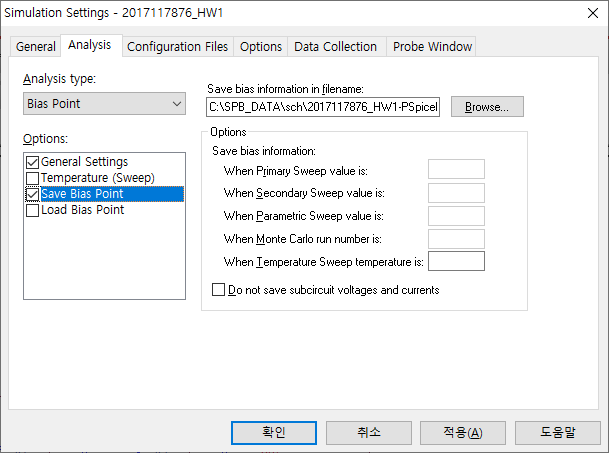 Simulation Settings - 2017117876_HW1
General Analysis Configuration Files Options Data Collection Probe Window
Analysis type:
Bias Point
Options:
General Settings
Temperature (Sweep)
Save Bias Point
Load Bias Point
Save bias information in filename:
C:\SPB_DATA\sch\2017117876_HW1-PSpiceI
Browse...
Options
Save bias information:
When Primary Sweep value is:
When Secondary Sweep value is:
When Parametric Sweep value is:
When Monte Carlo run number is:
When Temperature Sweep temperature is:
Do not save subcircuit voltages and currents
확인 취소 적용(A) 도움말